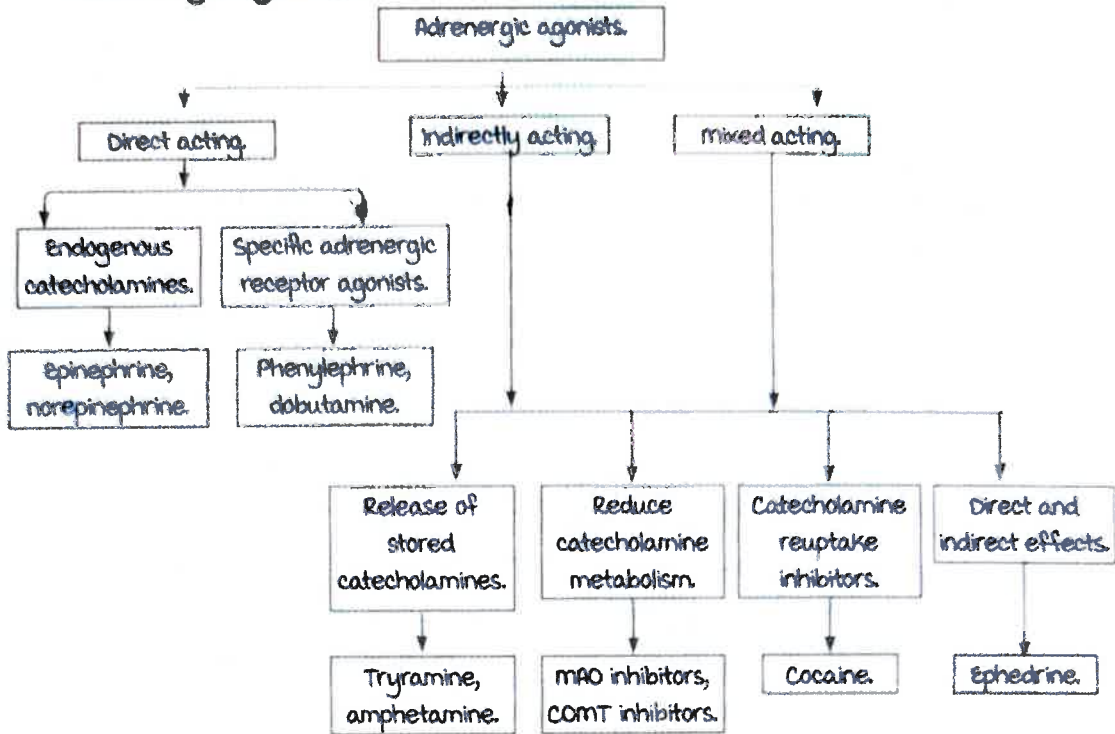 Adrenergic agonists.
Direct acting.
Indirectly acting.
mixed acting.
Endogenous
catecholamines.
Specific adrenergic
receptor agonists.
Epinephrine,
norepinephrine.
Phenylephrine,
dobutamine.
Release of
stored
catecholamines.
Reduce
catecholamine
metabolism.
Catecholamine
reuptake
inhibitors.
Direct and
indirect effects.
Tryramine,
amphetamine.
MAO inhibitors,
COMT inhibitors.
Cocaine.
Ephedrine.